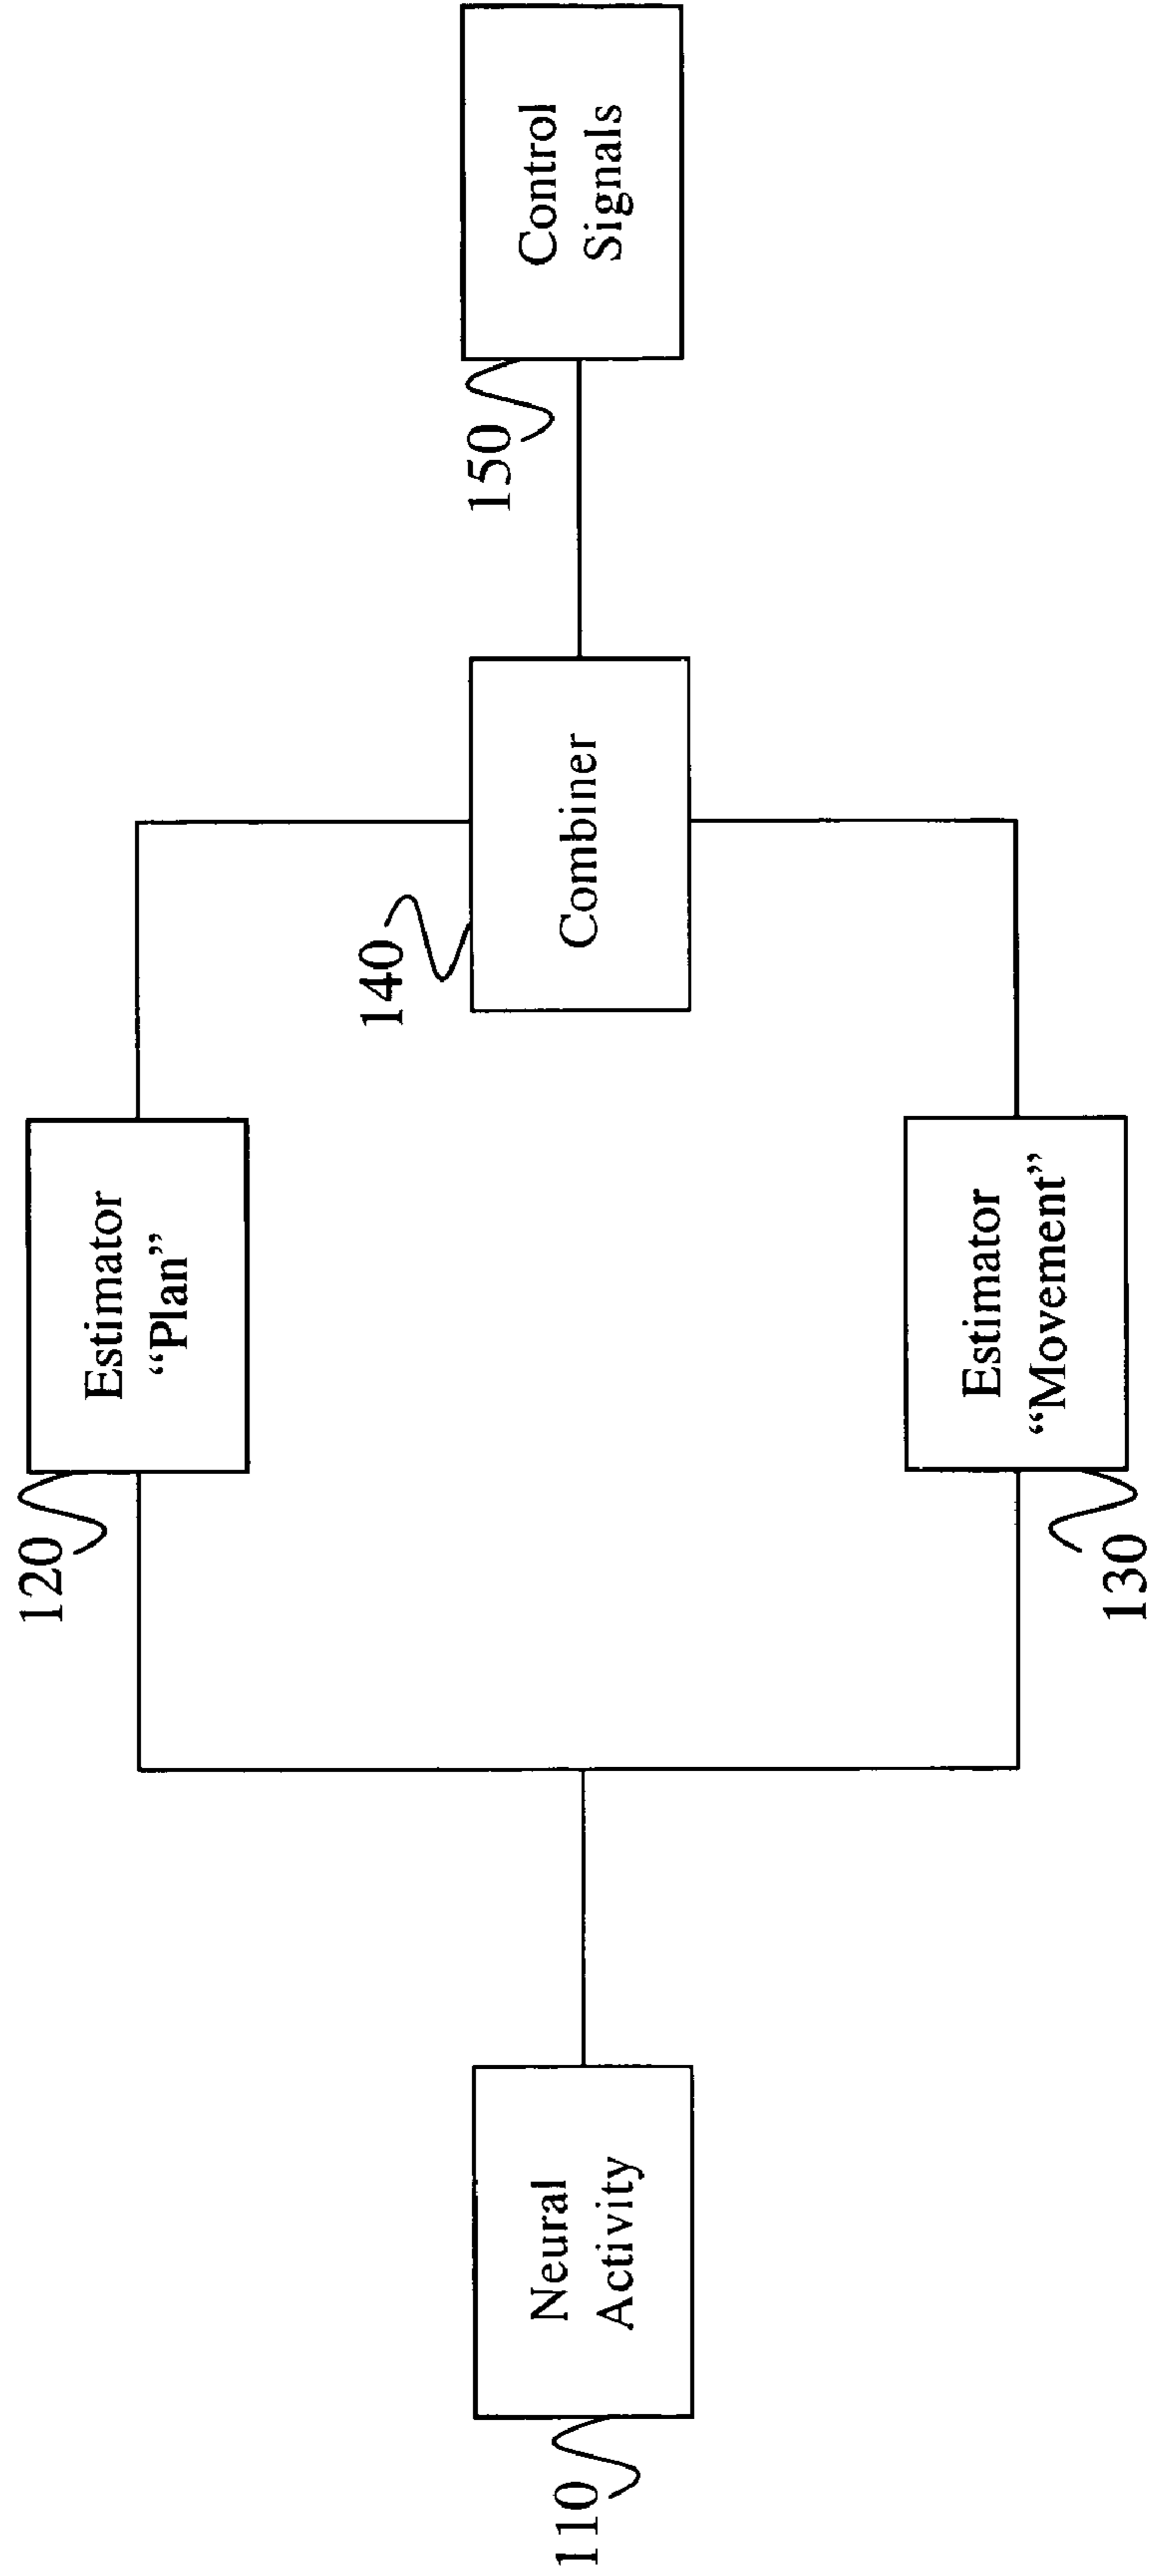 110
Neural
Activity
120
Estimator
“Plan”
130
Estimator
“Movement”
140
Combiner
150
Control
Signals